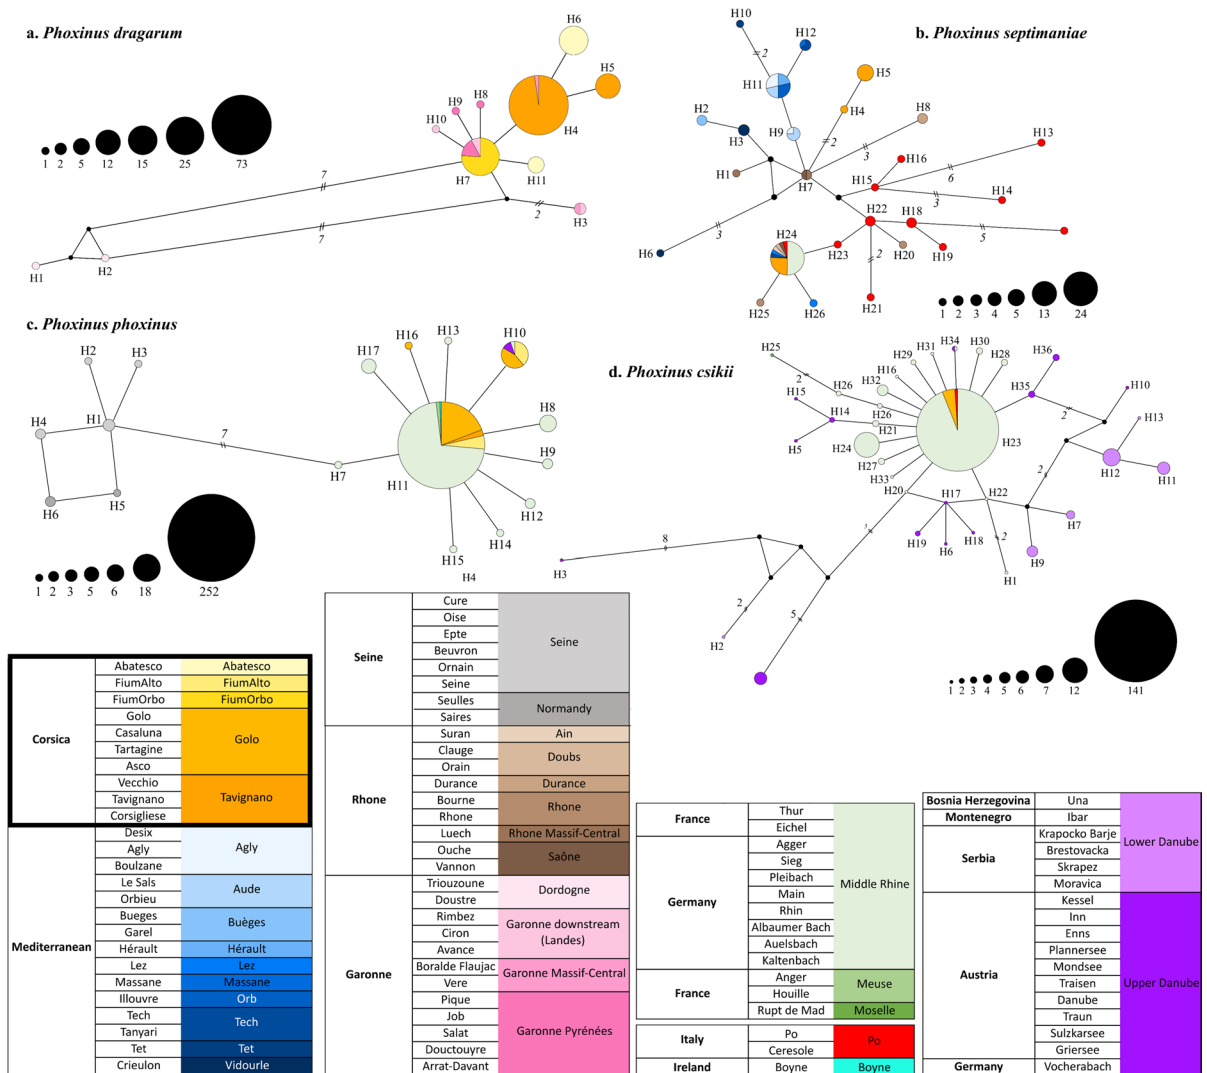 a. Phoxinus dragarum
H6
H5
H4
H9
H8
H10
H7
H11
H3
H1
H2
7
7
2
1 2 5 12 15 25 73
b. Phoxinus septimaniae
H10
H12
2
H11
H5
H2
H3
H9
H4
H8
2
3
H1
H7
H16
H13
6
H15
H14
3
H22
H18
5
H6
3
H24
H23
2
H20
H19
H21
H25
H26
1 2 3 4 5 13 24
c. Phoxinus phoxinus
H2
H3
H4
H1
H6
H5
7
H7
H17
H16
H13
H10
H8
H9
H11
H12
H14
H15
H4
1 2 3 5 6 18 252
d. Phoxinus csikii
H25
2
H26
H15
H14
H5
H16
H29
H31
H34
H30
H28
H32
H26
H21
H24
H27
H33
H23
H35
H36
2
H10
H13
H12
H11
2
H20
H17
H22
H19
H6
H18
2
H1
H7
H9
H3
8
H2
2
5
1 2 3 4 5 6 7 12 141
Corsica
Abatesco Abatesco
FiumAlto FiumAlto
FiumOrbo FiumOrbo
Golo
Casaluna
Tartagine
Asco
Golo
Vecchio
Tavignano
Corsigliese
Tavignano
Mediterranean
Desix
Agly
Boulzane
Agly
Le Sals
Orbieu
Aude
Bueges
Garel
Buèges
Hérault Hérault
Lez Lez
Massane Massane
Illouvre Orb
Tech
Tanyari
Tech
Tet Tet
Crieulon Vidourle
Seine
Cure
Oise
Epte
Beuvron
Ornain
Seine
Seine
Seulles
Saires
Normandy
Rhone
Suran Ain
Clauge
Orain
Doubs
Durance Durance
Bourne
Rhone
Rhone
Luech Rhone Massif-Central
Ouche
Vannon
Saône
Garonne
Triouzoune
Doustre
Dordogne
Rimbez
Ciron
Avance
Garonne downstream
(Landes)
Boralde Flaujac
Vere
Garonne Massif-Central
Pique
Job
Salat
Douctouyre
Arrat-Davant
Garonne Pyrénées
France
Thur
Eichel
Germany
Agger
Sieg
Pleibach
Main
Rhin
Albaumer Bach
Auelsbach
Kaltenbach
Middle Rhine
France
Anger
Houille
Meuse
Rupt de Mad Moselle
Italy
Po
Ceresole
Po
Ireland Boyne Boyne
Bosnia Herzegovina Una
Montenegro Ibar
Serbia
Krapocko Barje
Brestovacka
Skrapez
Moravica
Lower Danube
Austria
Kessel
Inn
Enns
Plannersee
Mondsee
Traisen
Danube
Traun
Sulzkarsee
Griersee
Upper Danube
Germany Vocherabach